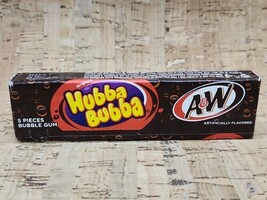 Hubba
Bubba
A&W
5 PIECES
BUBBLE GUM
ARTIFICIALLY FLAVORED